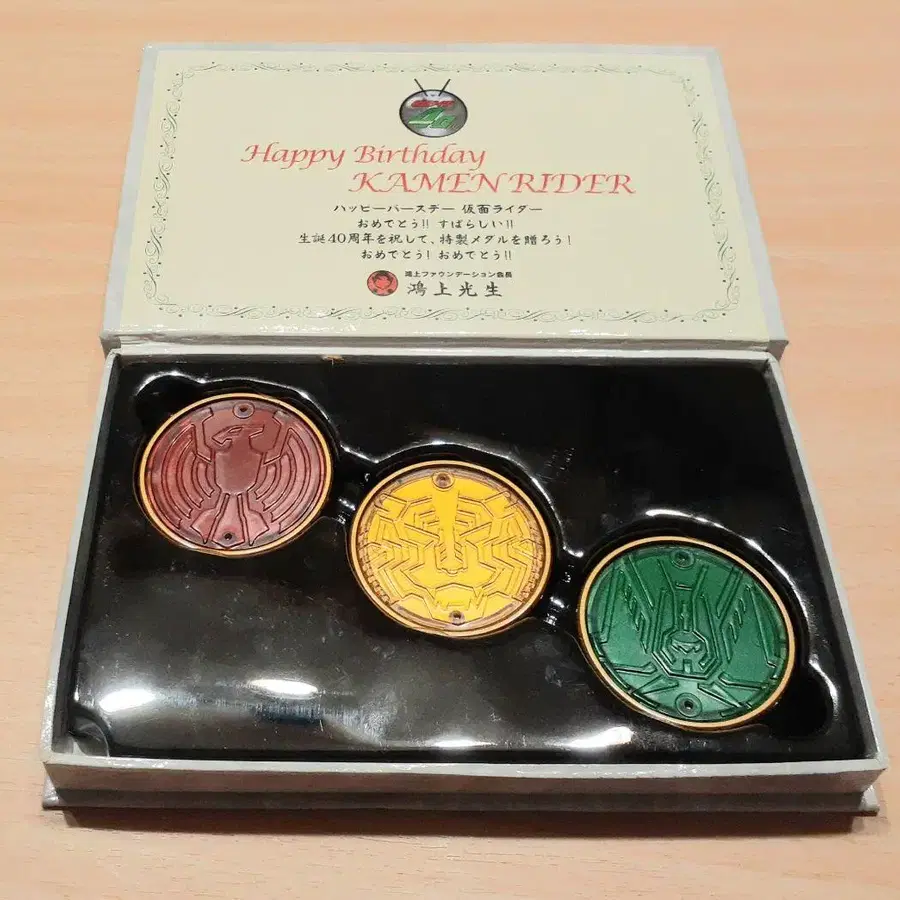 Happy Birthday
KAMEN RIDER
ハッピーバースデー 仮面ライダー
おめでとう!! すばらしい!!
生誕40周年を祝して、特製メダルを贈ろう!
おめでとう! おめでとう!!
鴻上ファウンデーション会長
鴻上光生